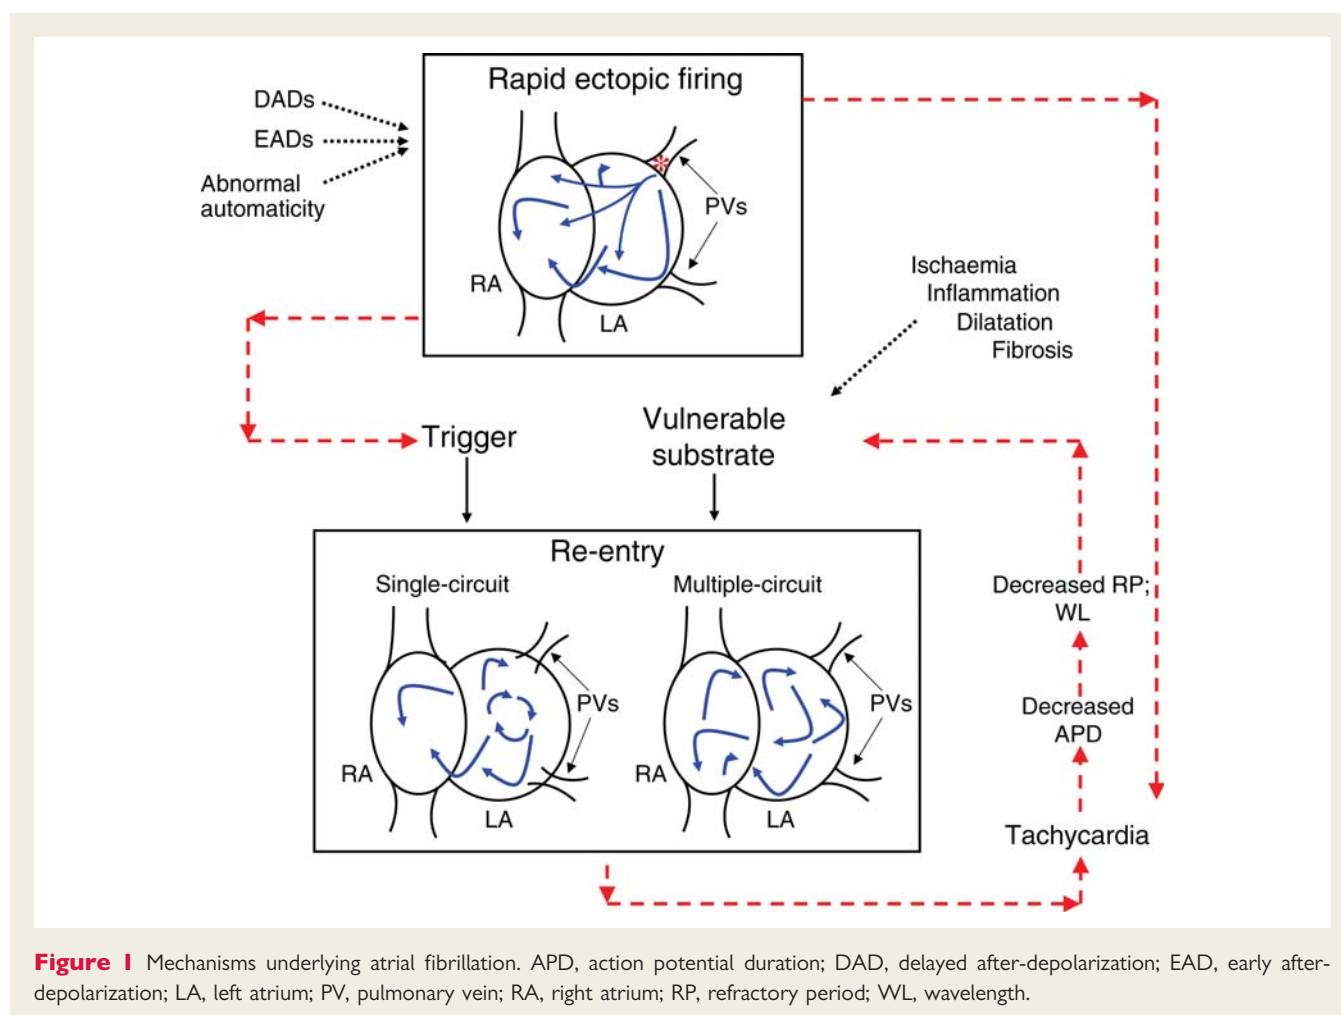 Rapid ectopic firing
DADs
EADs
Abnormal
automaticity
PVs
RA
LA
Ischaemia
Inflammation
Dilatation
Fibrosis
Trigger
Vulnerable
substrate
Re-entry
Single-circuit
Multiple-circuit
PVs
PVs
RA
RA
LA
LA
Decreased RP;
WL
Decreased
APD
Tachycardia
Figure 1 Mechanisms underlying atrial fibrillation. APD, action potential duration; DAD, delayed after-depolarization; EAD, early after-
depolarization; LA, left atrium; PV, pulmonary vein; RA, right atrium; RP, refractory period; WL, wavelength.